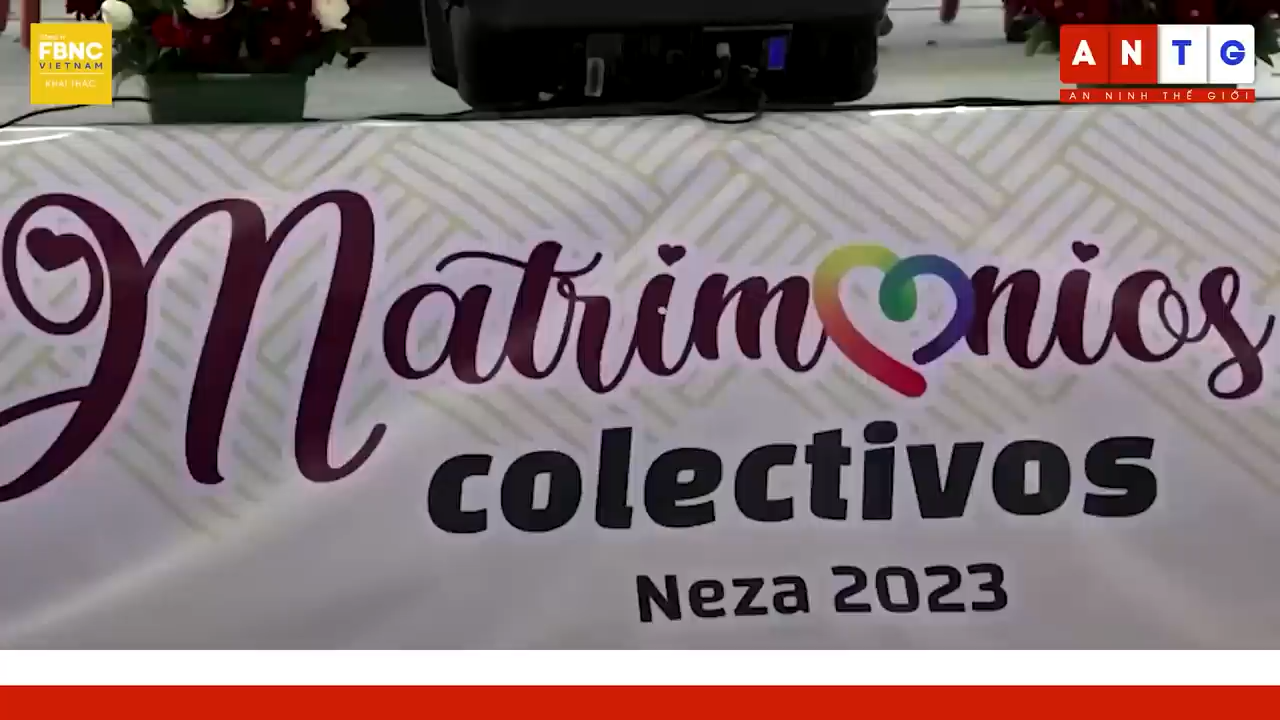 FBNC
VIETNAM
KHAI THÁC
ANTG
AN NINH THẾ GIỚI
Matrimonios
colectivos
Neza 2023